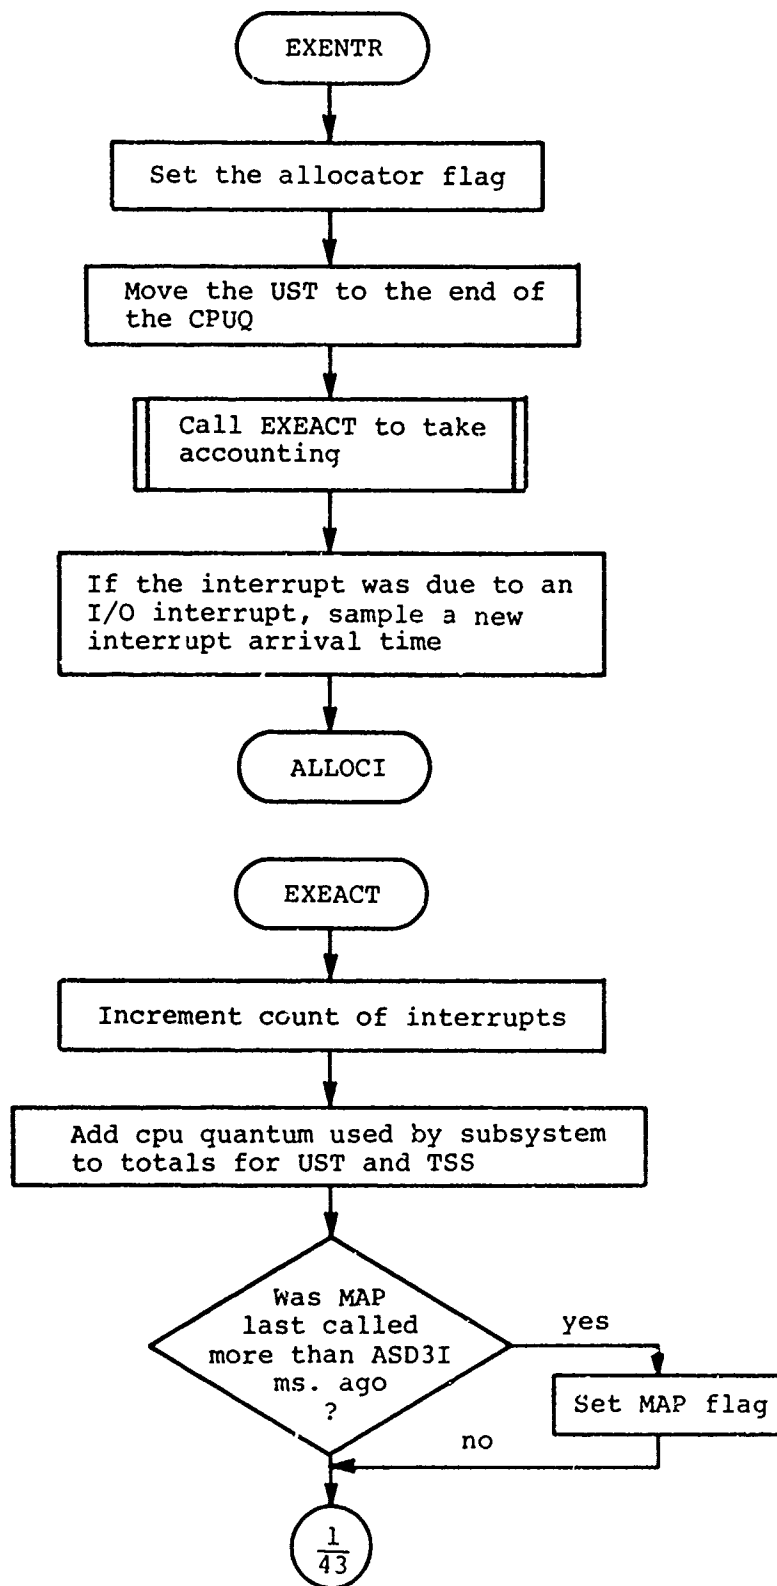 EXENTR
Set the allocator flag
Move the UST to the end of
the CPUQ
Call EXEACT to take
accounting
If the interrupt was due to an
I/O interrupt, sample a new
interrupt arrival time
ALLOCI
EXEACT
Increment count of interrupts
Add cpu quantum used by subsystem
to totals for UST and TSS
Was MAP
last called
more than ASD3I
ms. ago
?
yes
Set MAP flag
no
1
43